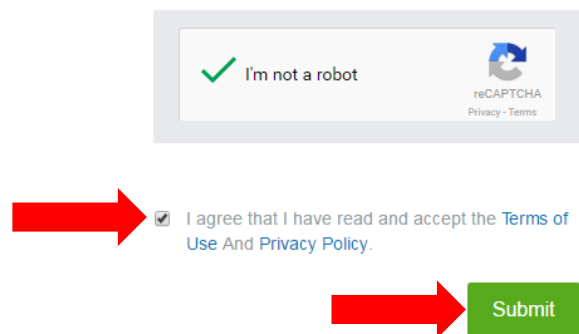 I'm not a robot
reCAPTCHA
Privacy - Terms
I agree that I have read and accept the Terms of
Use And Privacy Policy.
Submit